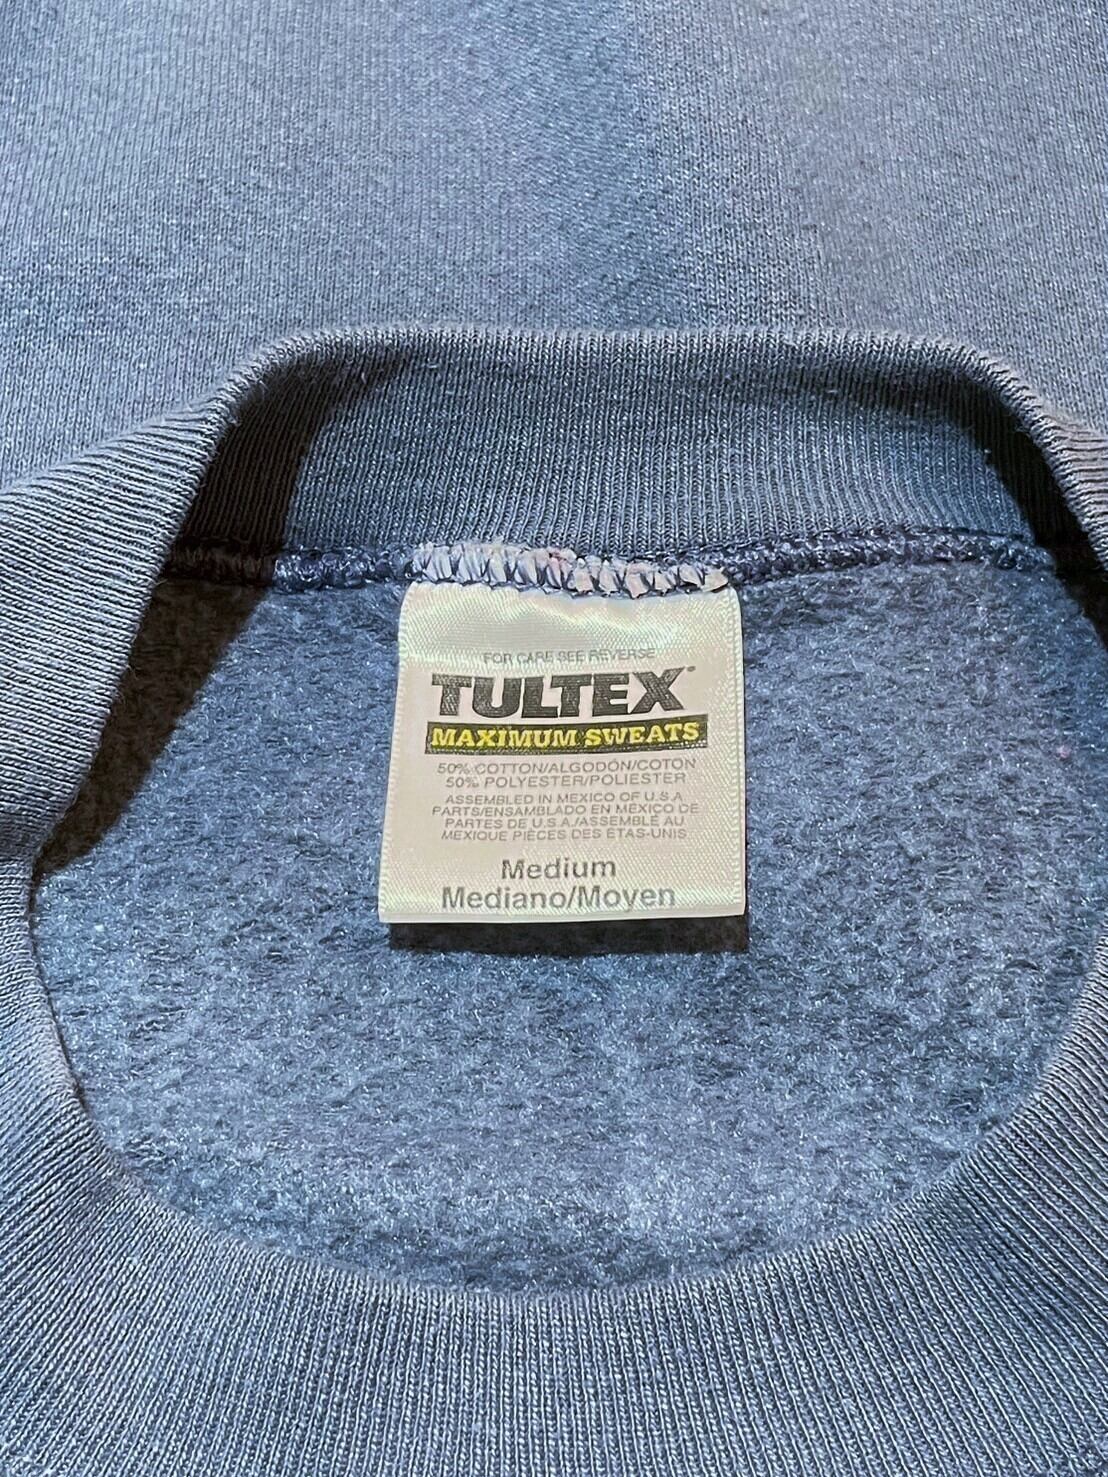 FOR CARE SEE REVERSE
TULTEX
MAXIMUM SWEATS
50% COTTON/ALGODÓN/COTON
50% POLYESTER/POLIESTER
ASSEMBLED IN MEXICO OF U.S.A.
PARTS/ENSAMBLADO EN MEXICO DE
PARTES DE U.S.A./ASSEMBLÉ AU
MEXIQUE PIÈCES DES ÉTAS-UNIS
Medium
Mediano/Moyen